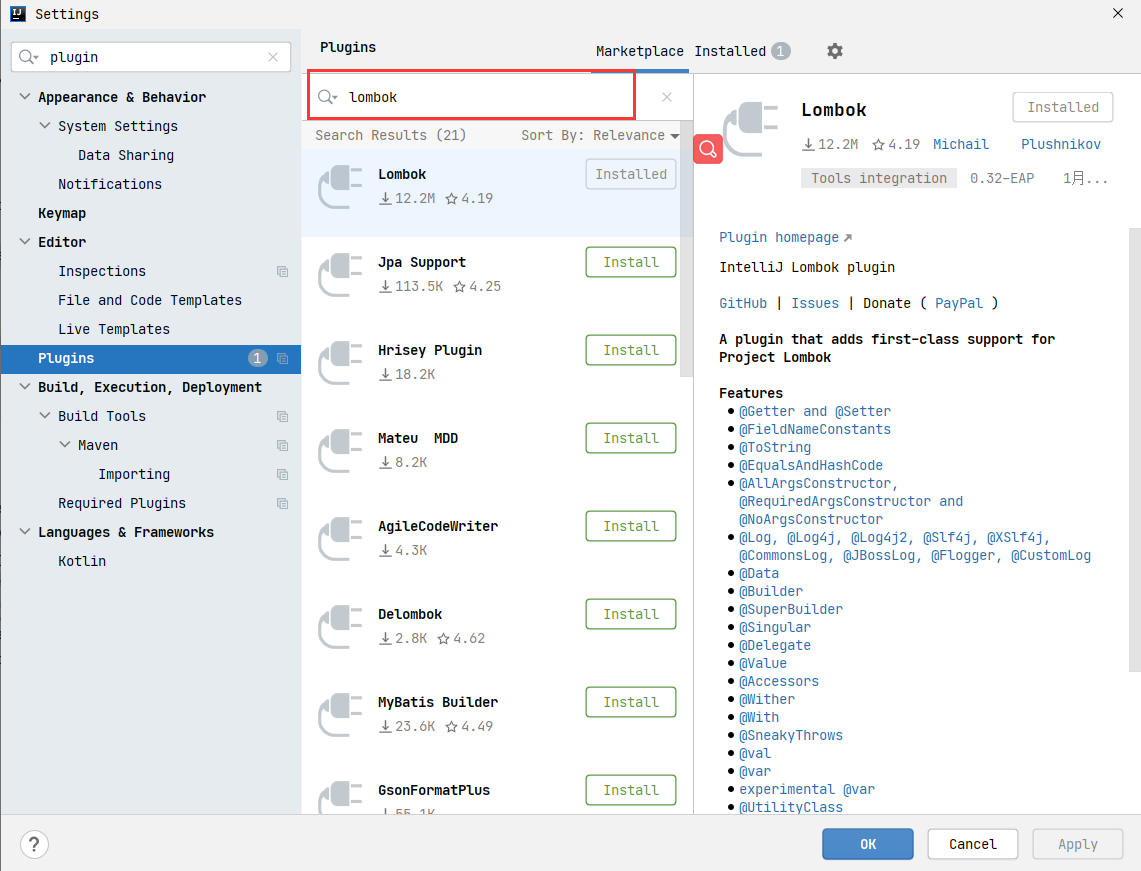 Settings
plugin
Appearance & Behavior
System Settings
Data Sharing
Notifications
Keymap
Editor
Inspections
File and Code Templates
Live Templates
Plugins 1
Build, Execution, Deployment
Build Tools
Maven
Importing
Required Plugins
Languages & Frameworks
Kotlin
Plugins
Marketplace Installed 1
lombok
Search Results (21) Sort By: Relevance
Lombok Installed
12.2M 4.19
Jpa Support Install
113.5K 4.25
Hrisey Plugin Install
18.2K
Mateu MDD Install
8.2K
AgileCodeWriter Install
4.3K
Delombok Install
2.8K 4.62
MyBatis Builder Install
23.6K 4.49
GsonFormatPlus Install
55.1K
Lombok Installed
12.2M 4.19 Michail Plushnikov
Tools integration 0.32-EAP 1月...
Plugin homepage
IntelliJ Lombok plugin
GitHub | Issues | Donate ( PayPal )
A plugin that adds first-class support for
Project Lombok
Features
@Getter and @Setter
@FieldNameConstants
@ToString
@EqualsAndHashCode
@AllArgsConstructor,
@RequiredArgsConstructor and
@NoArgsConstructor
@Log, @Log4j, @Log4j2, @Slf4j, @XSlf4j,
@CommonsLog, @JBossLog, @Flogger, @CustomLog
@Data
@Builder
@SuperBuilder
@Singular
@Delegate
@Value
@Accessors
@Wither
@With
@SneakyThrows
@val
@var
experimental @var
@UtilityClass
? OK Cancel Apply